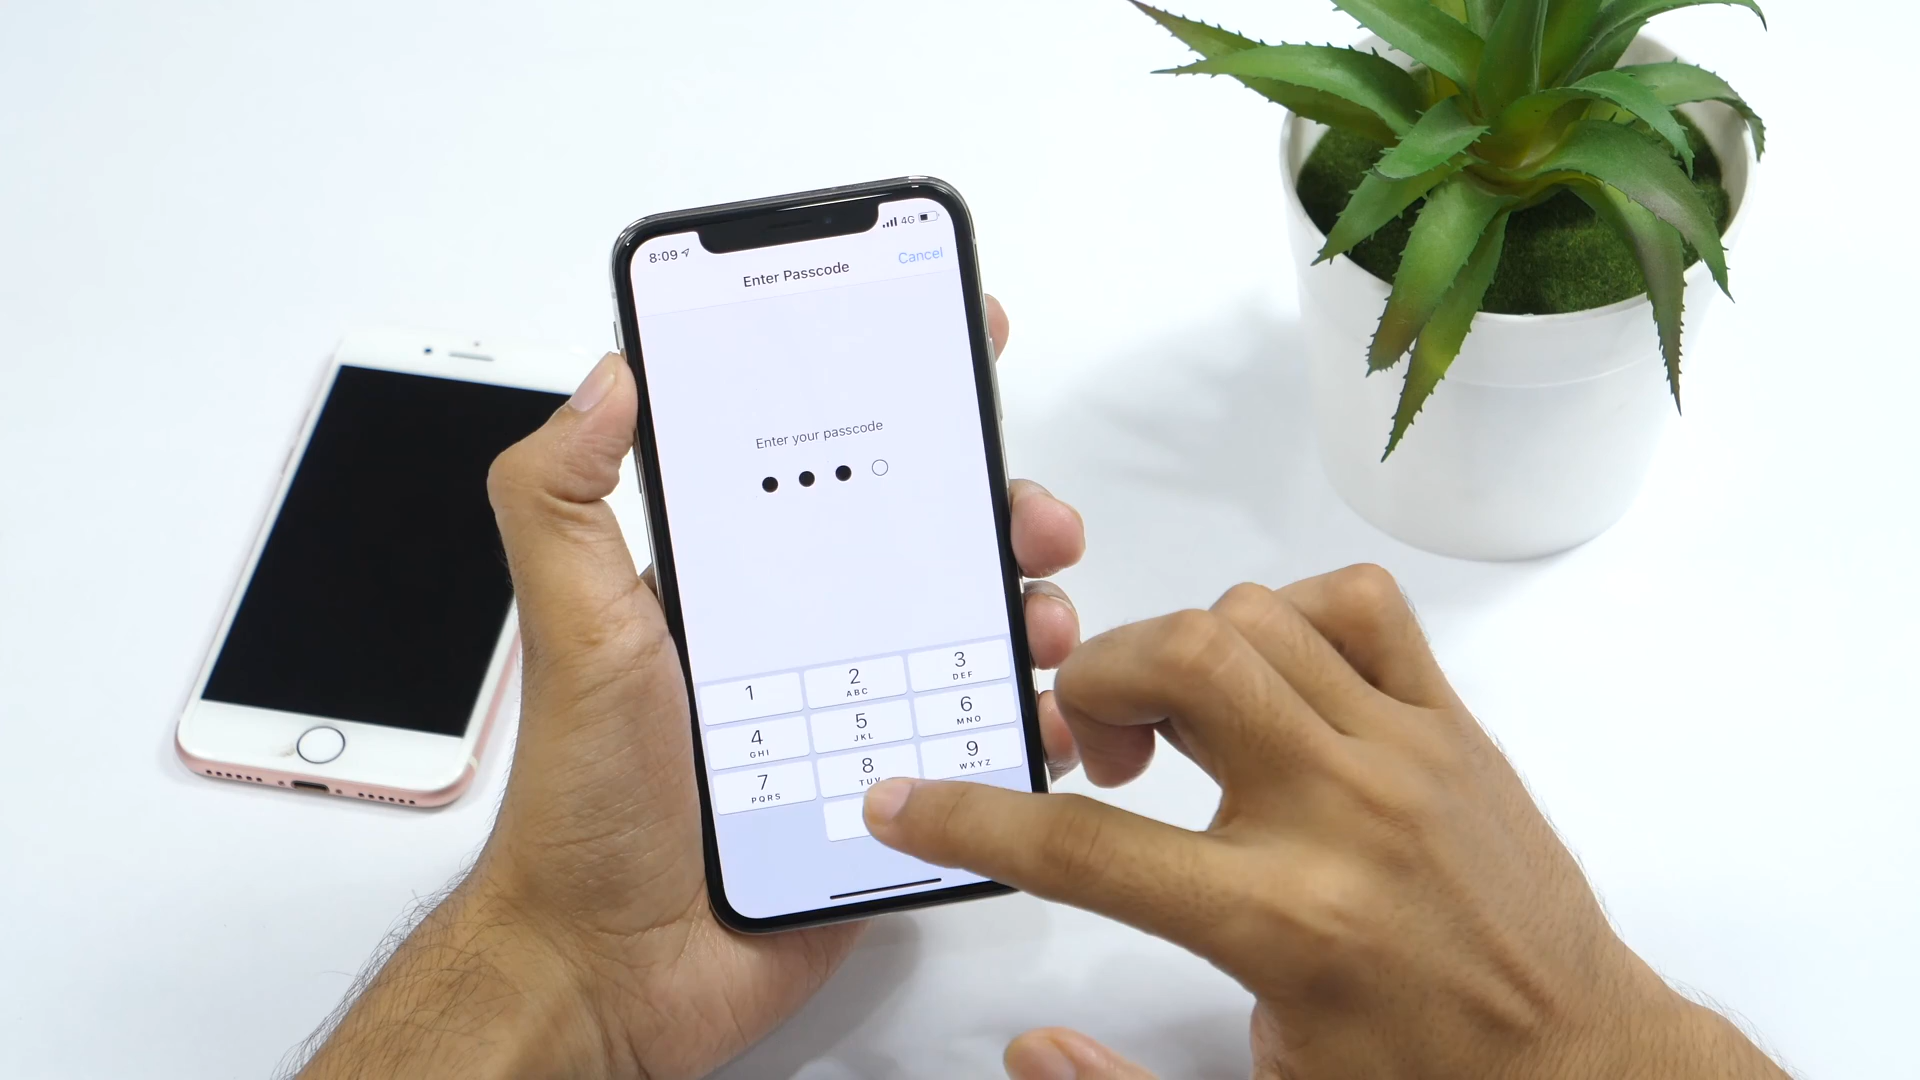 8:09
4G
Enter Passcode
Cancel
Enter your passcode
1
2
ABC
3
DEF
4
GHI
5
JKL
6
MNO
7
PQRS
8
TUV
9
WXYZ